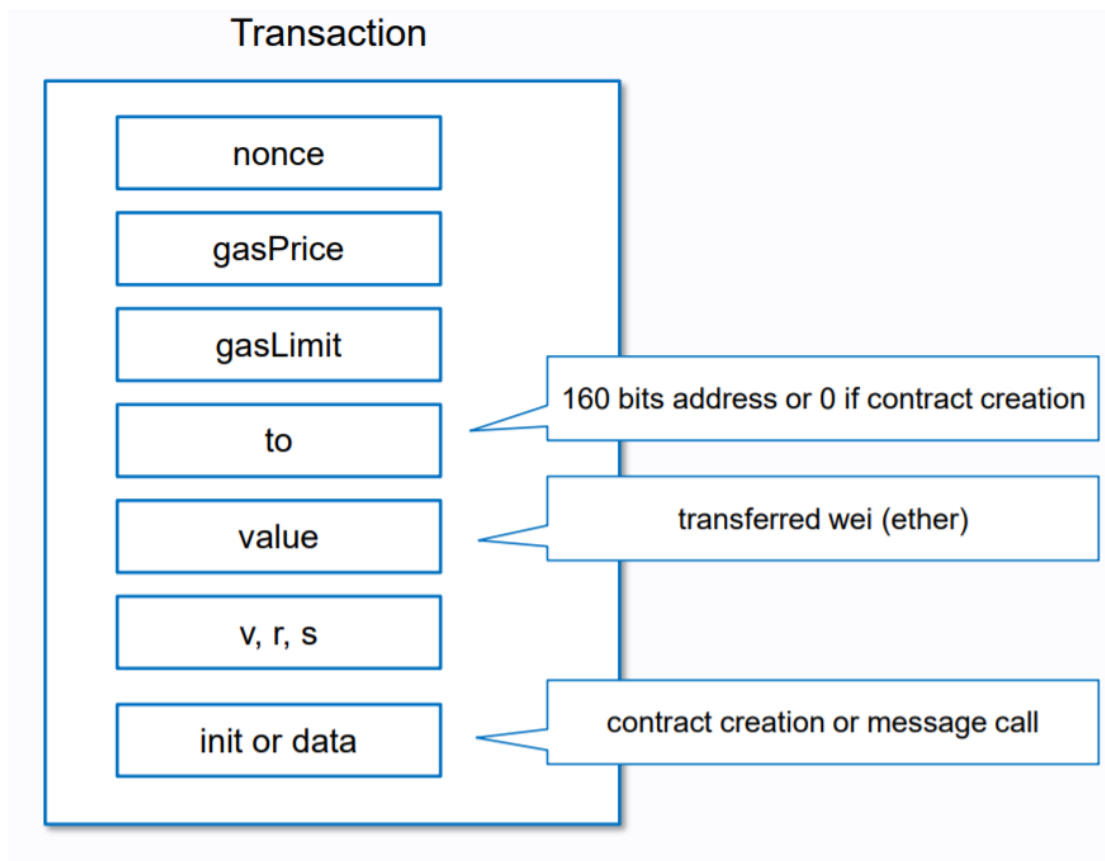 Transaction
nonce
gasPrice
gasLimit
160 bits address or 0 if contract creation
to
transferred wei (ether)
value
v, r, s
contract creation or message call
init or data